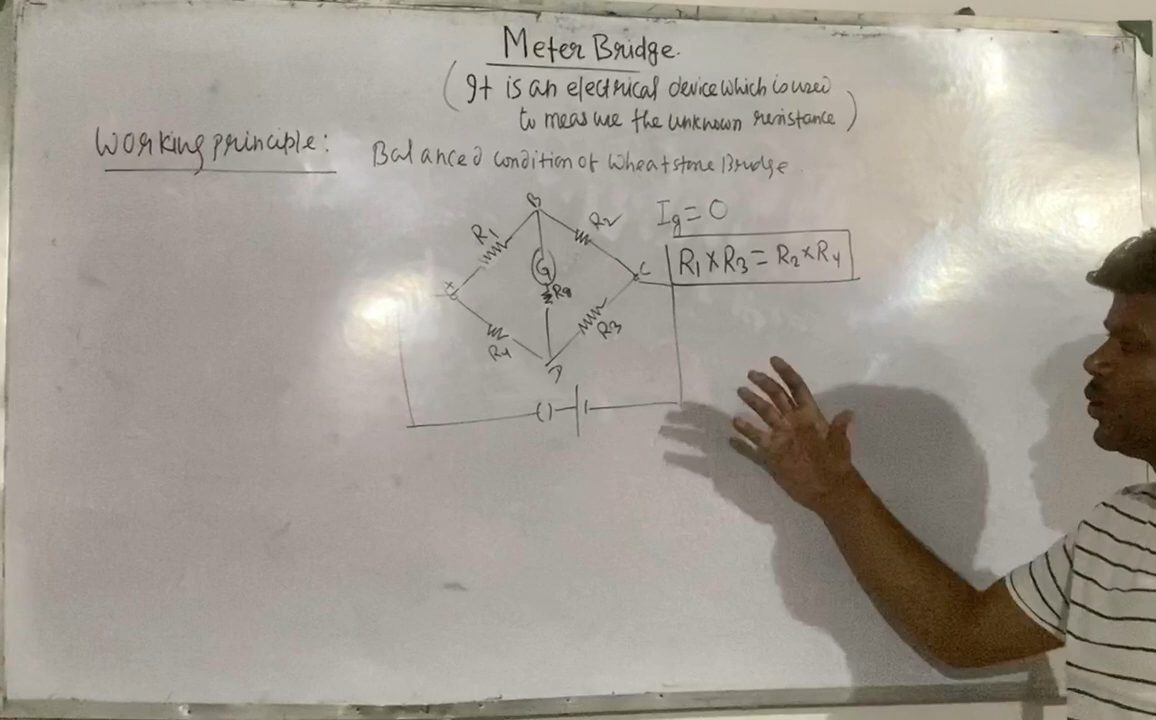 Meter Bridge.
(It is an electrical device which is used
to measure the unknown resistance)
Working principle: Balanced condition of Wheatstone Bridge
B
R1
R2
Ig = 0
R1 × R3 = R2 × R4
G
C
Rg
R4
R3
D
( )